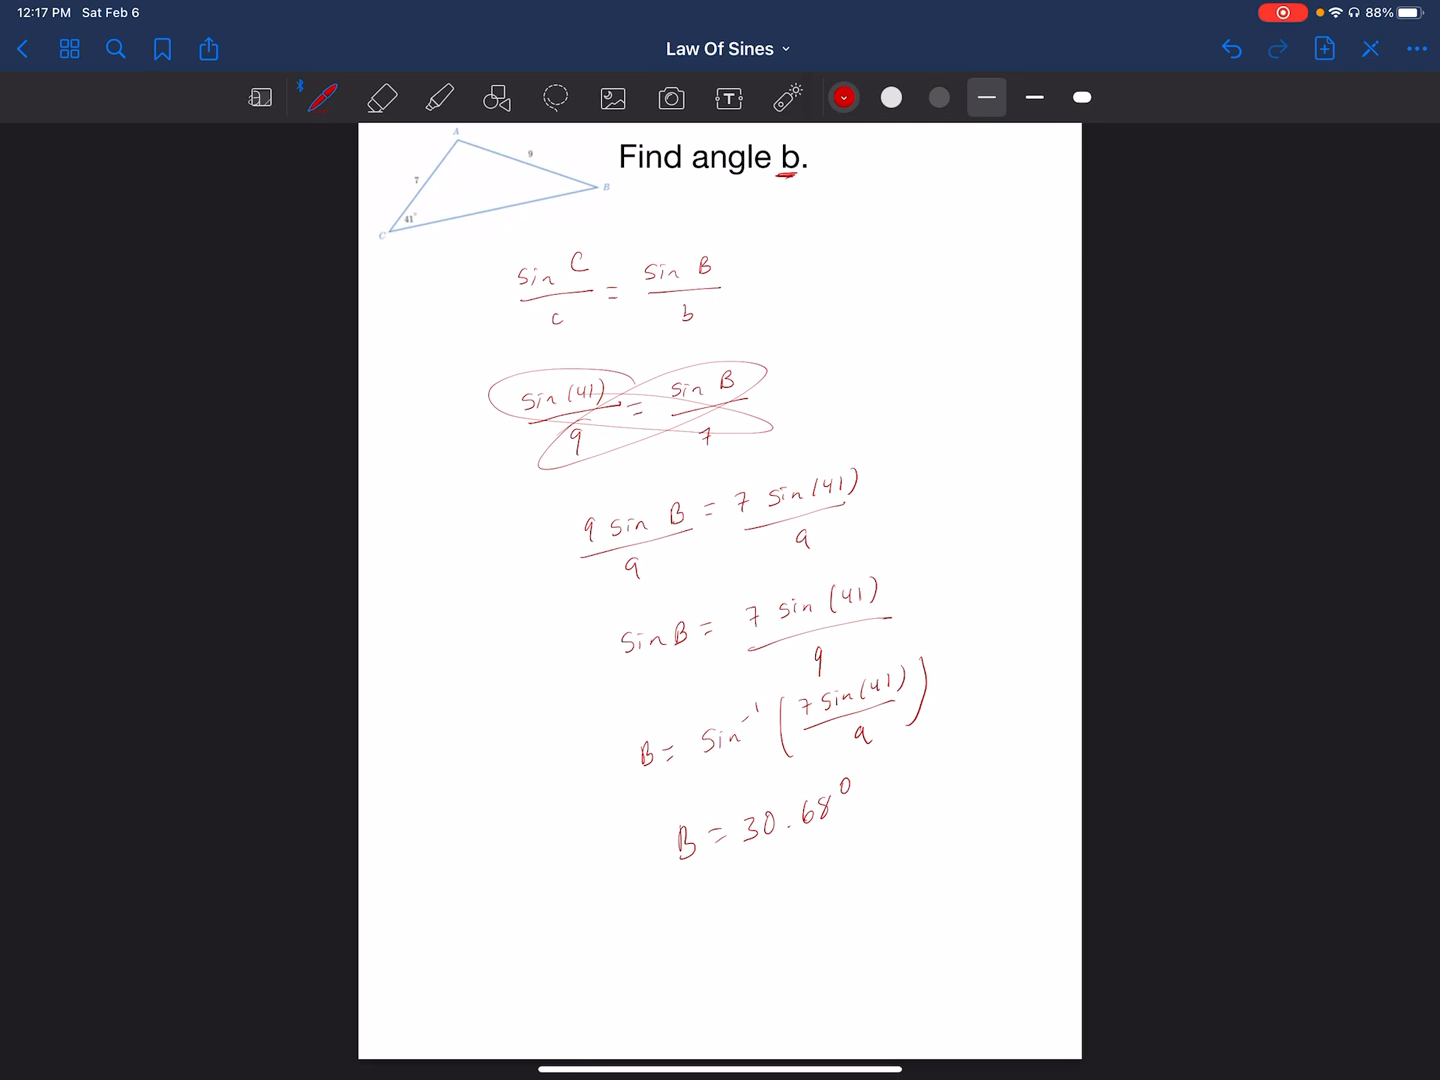 12:17 PM Sat Feb 6
88%
Law Of Sines
T
A
9
Find angle b.
7
B
41°
C
sin C / c = sin B / b
sin (41) / 9 = sin B / 7
9 sin B / 9 = 7 sin (41) / 9
sin B = 7 sin (41) / 9
B = sin⁻¹ ( 7 sin (41) / 9 )
B = 30.68°